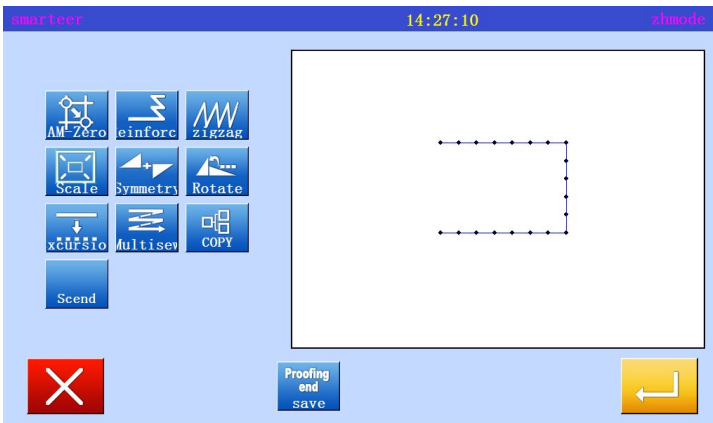 smarteer 14:27:10 zhmode
AM-Zero einforc zigzag
Scale Symmetry Rotate
xcursio Multisew COPY
Scend
Proofing
end
save